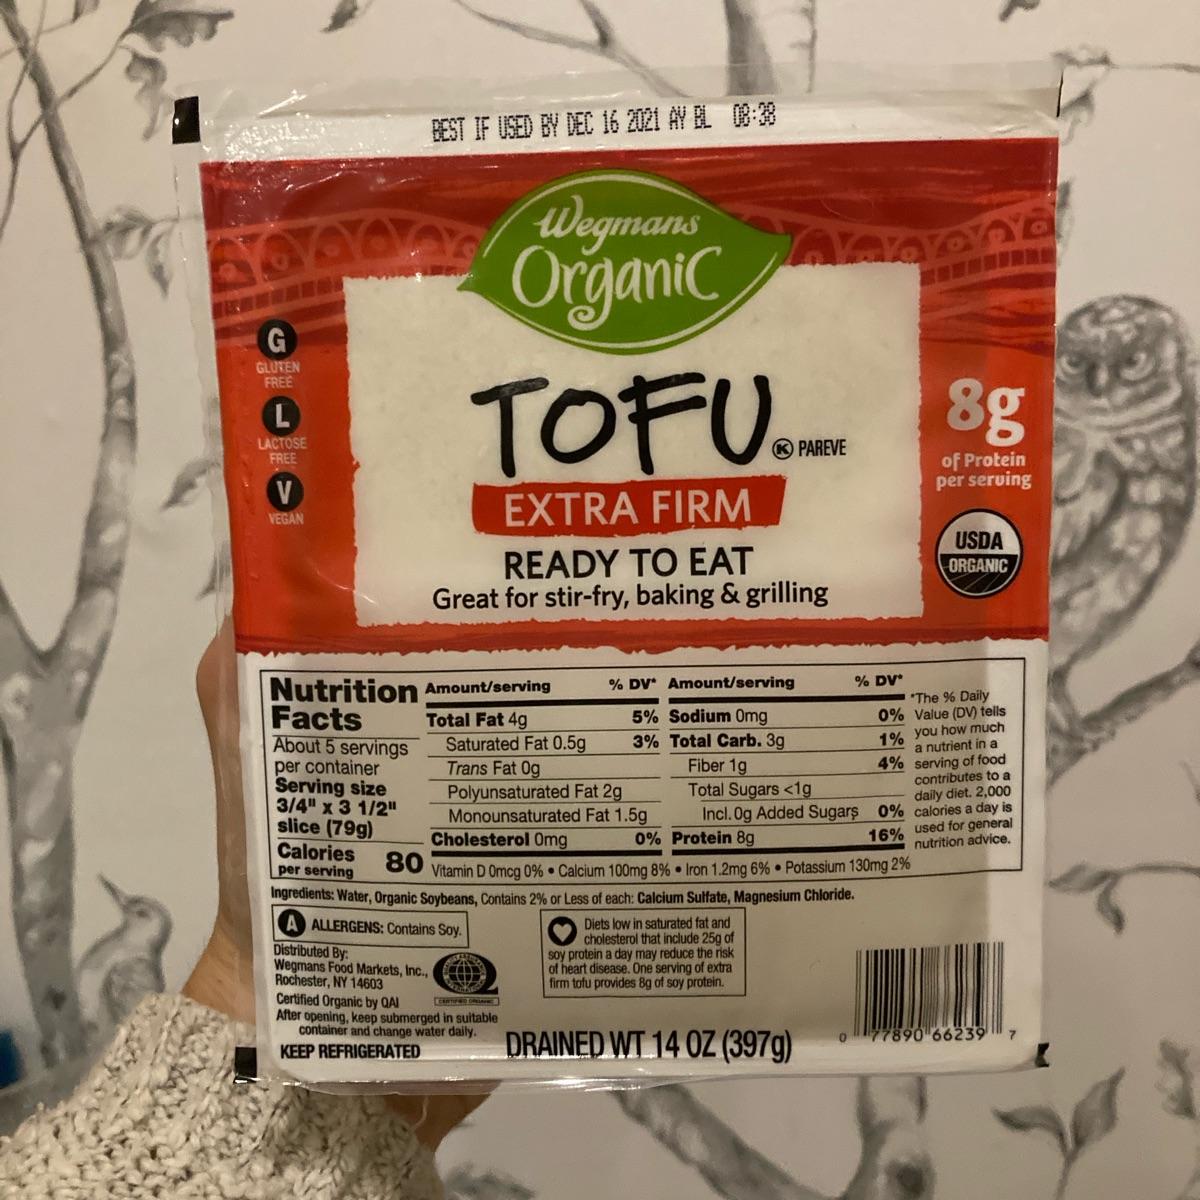 BEST IF USED BY DEC 16 2021 AY BL 08:38
Wegmans
Organic
G
GLUTEN
FREE
L
LACTOSE
FREE
V
VEGAN
TOFU
K PAREVE
EXTRA FIRM
READY TO EAT
Great for stir-fry, baking & grilling
8g
of Protein
per serving
USDA
ORGANIC
Nutrition
Facts
About 5 servings
per container
Serving size
3/4" x 3 1/2"
slice (79g)
Calories
per serving
80
Amount/serving % DV*
Total Fat 4g 5%
Saturated Fat 0.5g 3%
Trans Fat 0g
Polyunsaturated Fat 2g
Monounsaturated Fat 1.5g
Cholesterol 0mg 0%
Amount/serving % DV*
Sodium 0mg 0%
Total Carb. 3g 1%
Fiber 1g 4%
Total Sugars <1g
Incl. 0g Added Sugars 0%
Protein 8g 16%
*The % Daily
Value (DV) tells
you how much
a nutrient in a
serving of food
contributes to a
daily diet. 2,000
calories a day is
used for general
nutrition advice.
Vitamin D 0mcg 0% • Calcium 100mg 8% • Iron 1.2mg 6% • Potassium 130mg 2%
Ingredients: Water, Organic Soybeans, Contains 2% or Less of each: Calcium Sulfate, Magnesium Chloride.
A ALLERGENS: Contains Soy.
Distributed By:
Wegmans Food Markets, Inc.,
Rochester, NY 14603
Certified Organic by QAI
After opening, keep submerged in suitable
container and change water daily.
KEEP REFRIGERATED
CERTIFIED ORGANIC
Diets low in saturated fat and
cholesterol that include 25g of
soy protein a day may reduce the risk
of heart disease. One serving of extra
firm tofu provides 8g of soy protein.
DRAINED WT 14 OZ (397g)
0 77890 66239 7